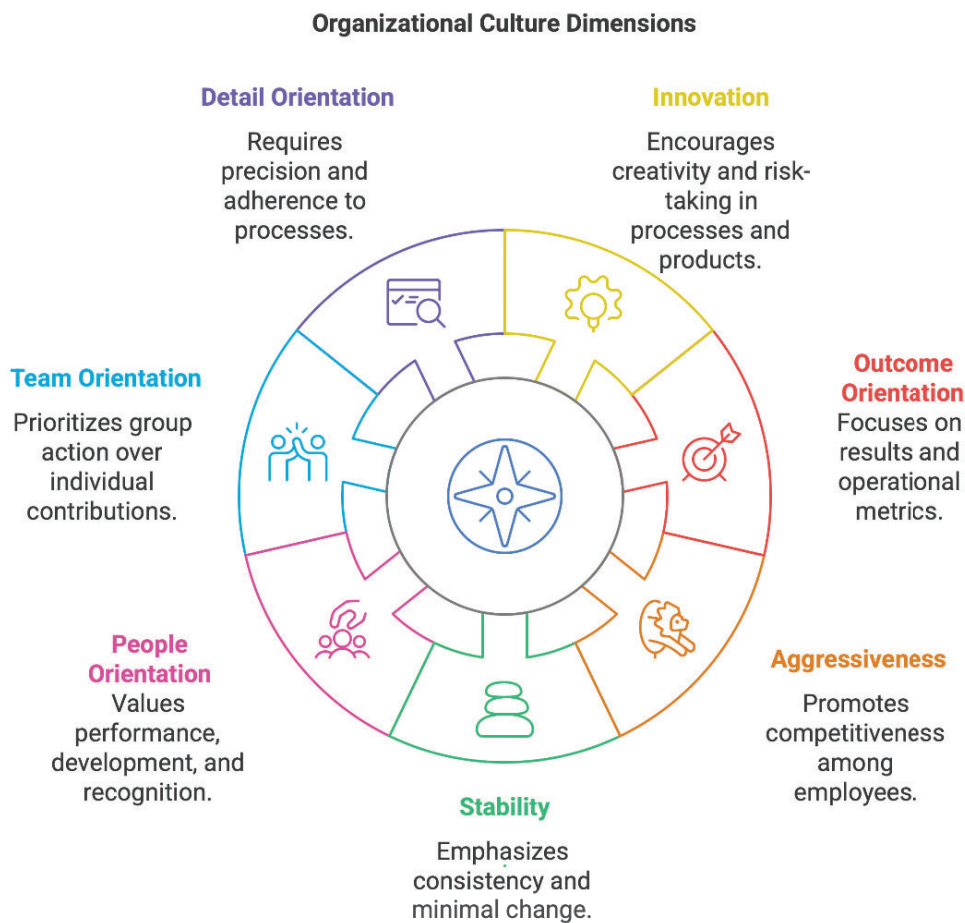 Organizational Culture Dimensions
Detail Orientation
Requires
precision and
adherence to
processes.
Innovation
Encourages
creativity and risk-
taking in
processes and
products.
Team Orientation
Prioritizes group
action over
individual
contributions.
Outcome
Orientation
Focuses on
results and
operational
metrics.
People
Orientation
Values
performance,
development, and
recognition.
Aggressiveness
Promotes
competitiveness
among
employees.
Stability
Emphasizes
consistency and
minimal change.